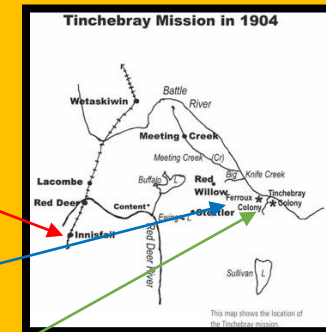 Tinchebray Mission in 1904
Battle
River
Wetaskiwin
Meeting Creek
Meeting Creek (Cr)
Big Knife Creek
Lacombe
Buffalo L
Red
Willow
Tinchebray
Colony
Ferroux
Colony
Red Deer
Content
Ewing L
Stettler
Innisfail
Red Deer River
Sullivan L
This map shows the location of
the Tinchebray mission.